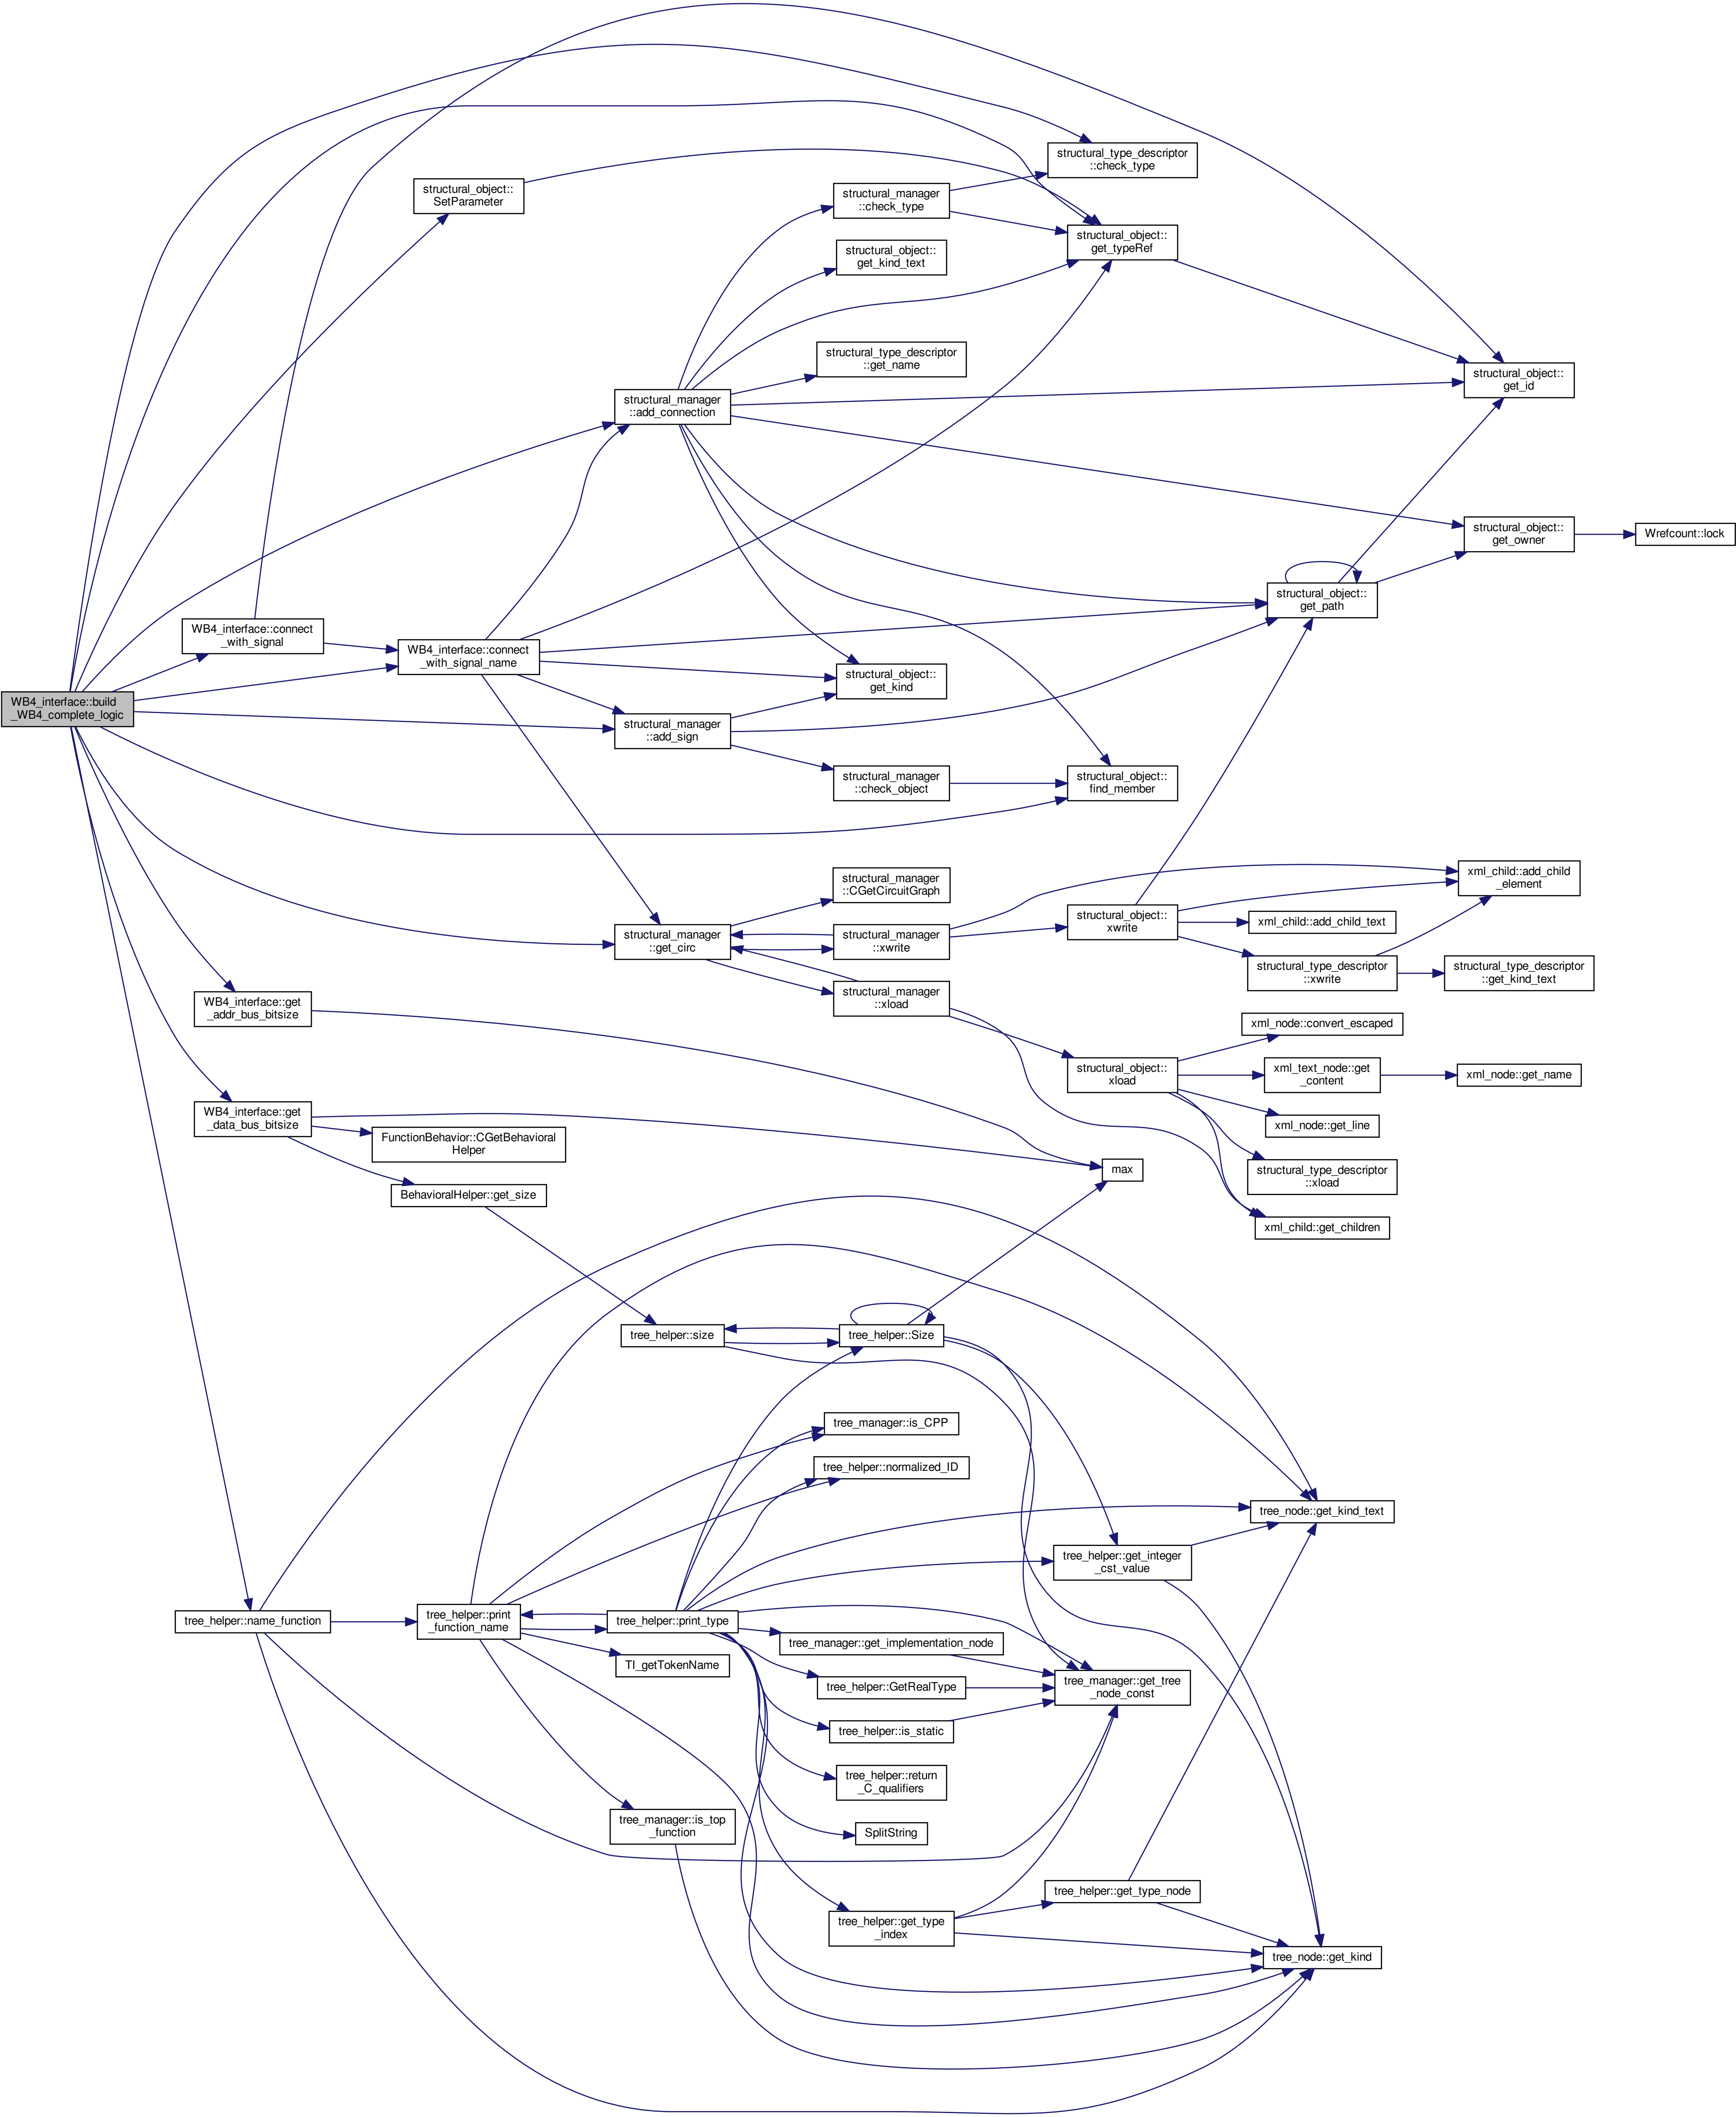 structural_type_descriptor
::check_type
structural_object::
SetParameter
structural_manager
::check_type
structural_object::
get_typeRef
structural_object::
get_kind_text
structural_type_descriptor
::get_name
structural_object::
get_id
structural_manager
::add_connection
structural_object::
get_owner
Wrefcount::lock
structural_object::
get_path
WB4_interface::connect
_with_signal
WB4_interface::connect
_with_signal_name
structural_object::
get_kind
WB4_interface::build
_WB4_complete_logic
structural_manager
::add_sign
structural_manager
::check_object
structural_object::
find_member
xml_child::add_child
_element
structural_manager
::CGetCircuitGraph
structural_object::
xwrite
xml_child::add_child_text
structural_manager
::get_circ
structural_manager
::xwrite
structural_type_descriptor
::xwrite
structural_type_descriptor
::get_kind_text
structural_manager
::xload
WB4_interface::get
_addr_bus_bitsize
xml_node::convert_escaped
structural_object::
xload
xml_text_node::get
_content
xml_node::get_name
WB4_interface::get
_data_bus_bitsize
xml_node::get_line
FunctionBehavior::CGetBehavioral
Helper
max
structural_type_descriptor
::xload
BehavioralHelper::get_size
xml_child::get_children
tree_helper::size
tree_helper::Size
tree_manager::is_CPP
tree_helper::normalized_ID
tree_node::get_kind_text
tree_helper::get_integer
_cst_value
tree_helper::name_function
tree_helper::print
_function_name
tree_helper::print_type
tree_manager::get_implementation_node
TI_getTokenName
tree_helper::GetRealType
tree_manager::get_tree
_node_const
tree_helper::is_static
tree_helper::return
_C_qualifiers
tree_manager::is_top
_function
SplitString
tree_helper::get_type_node
tree_helper::get_type
_index
tree_node::get_kind